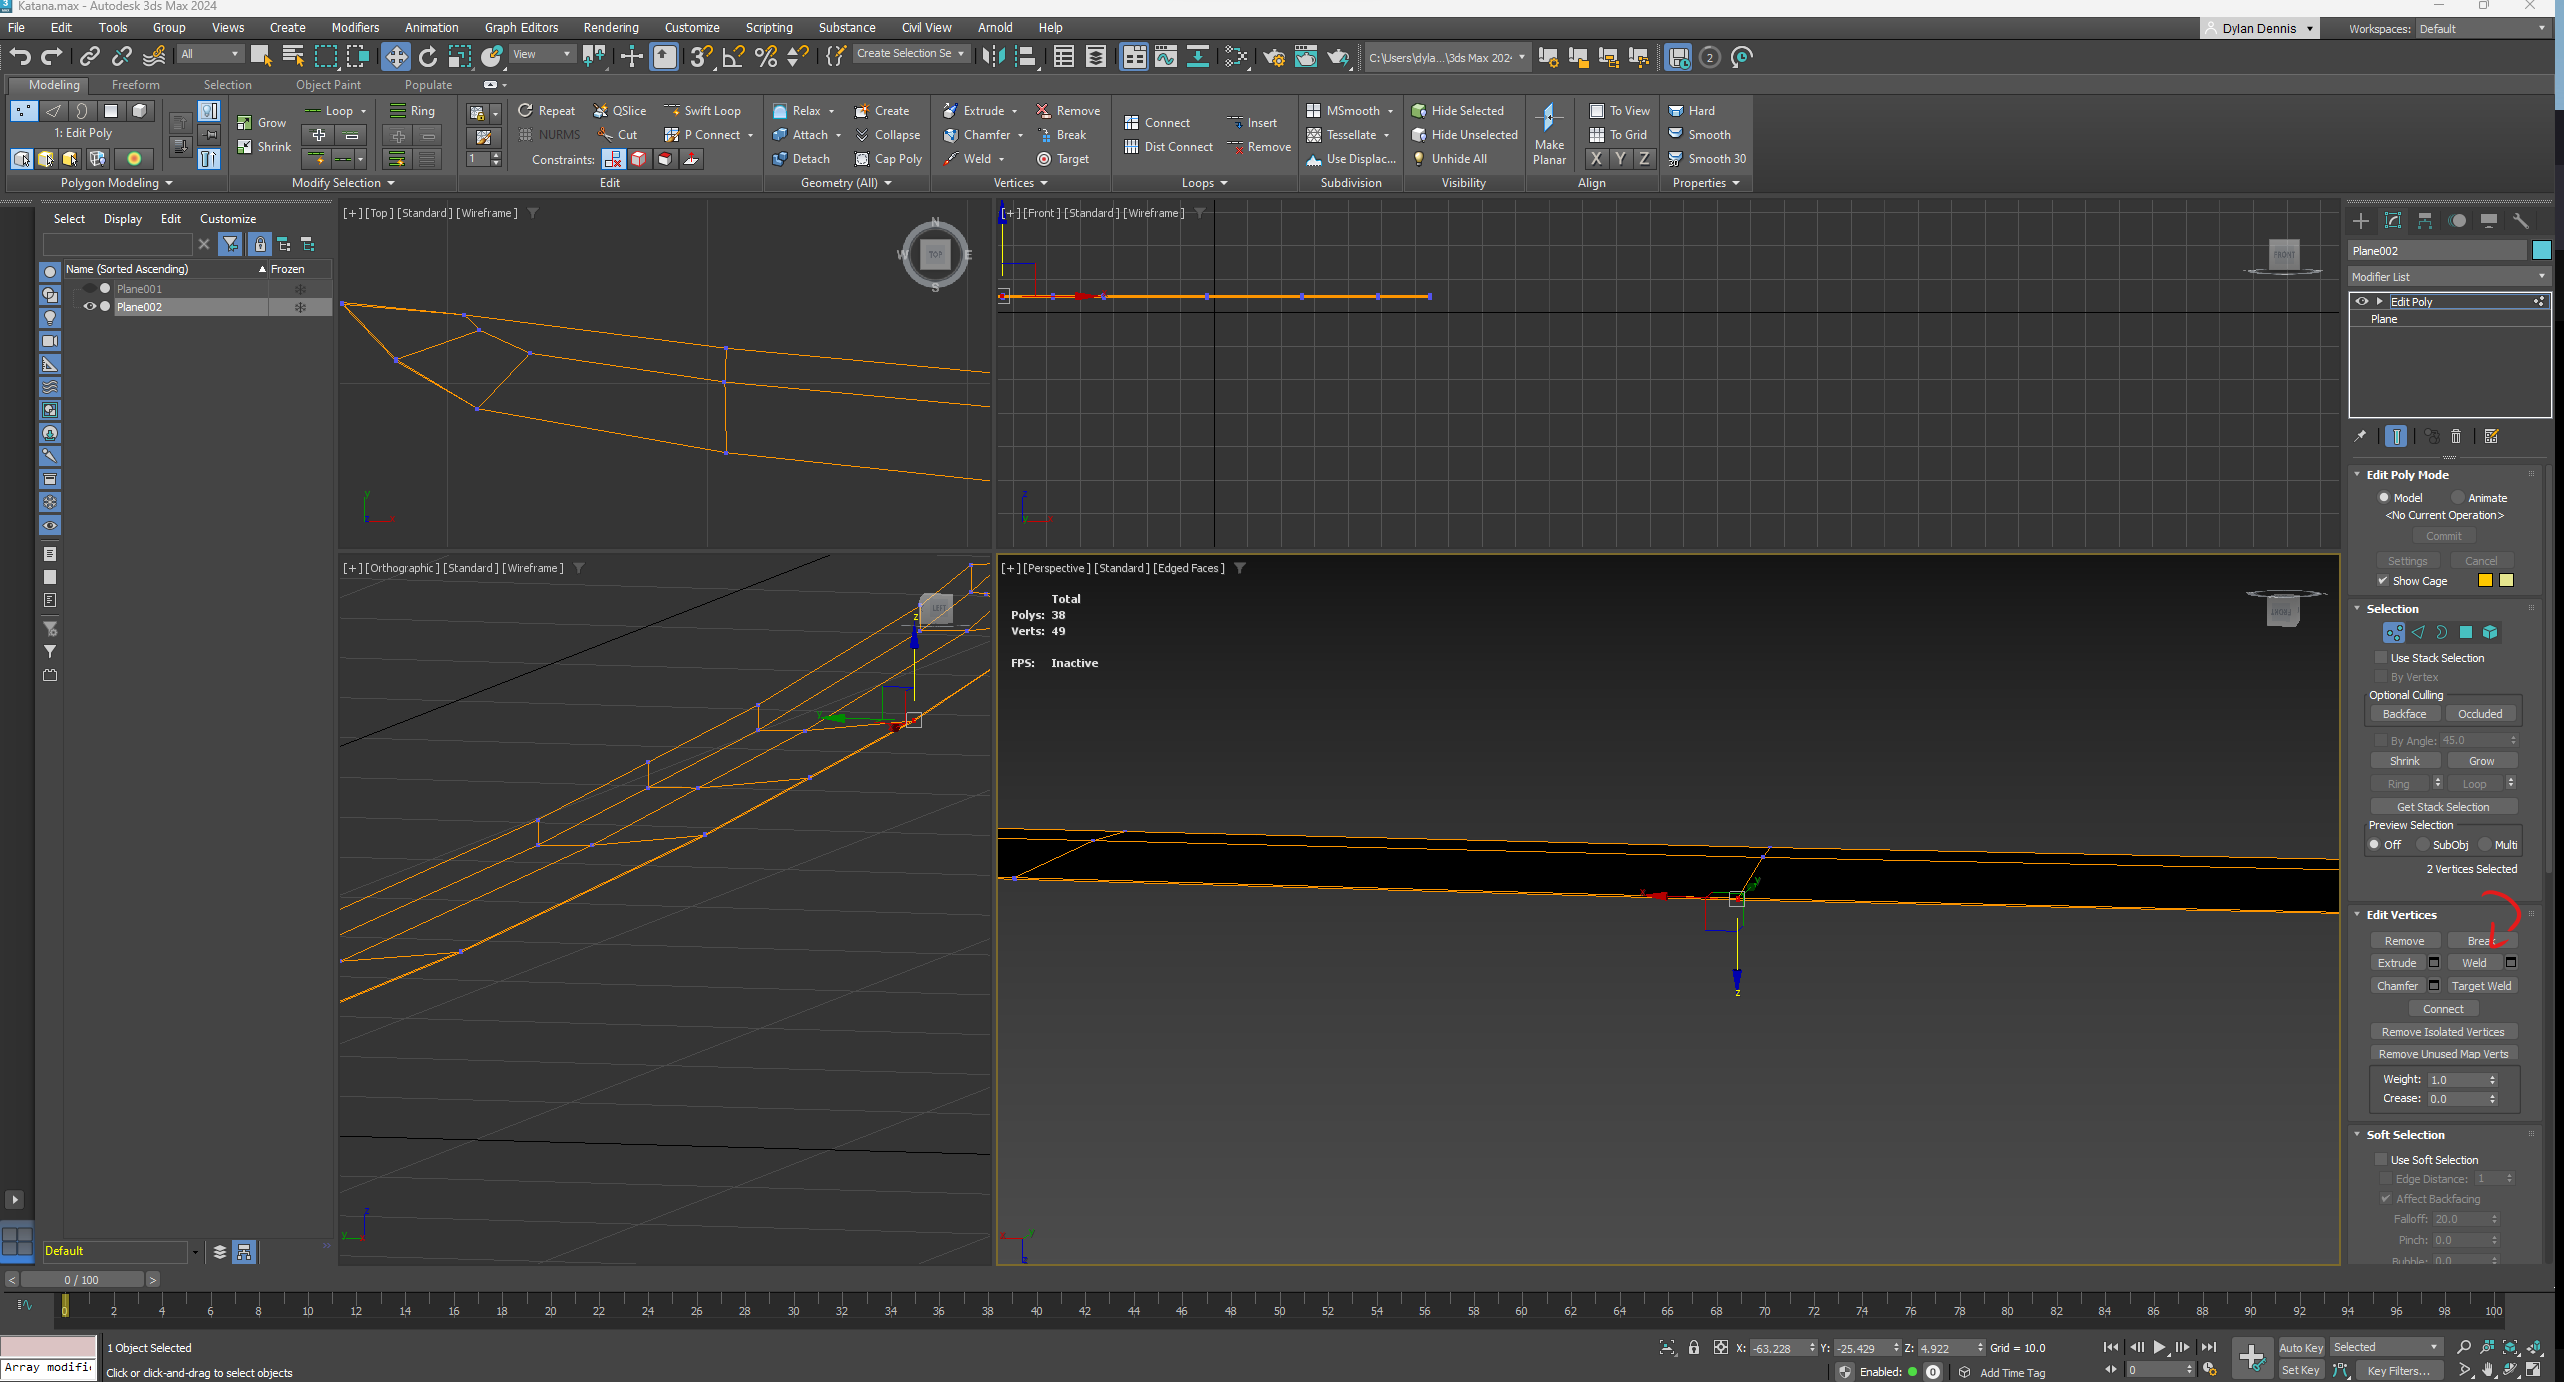 Katana.max - Autodesk 3ds Max 2024
File Edit Tools Group Views Create Modifiers Animation Graph Editors Rendering Customize Scripting Substance Civil View Arnold Help
Dylan Dennis
Workspaces: Default
All
View
Create Selection Se
C:\Users\dyla...\3ds Max 202
2
Modeling Freeform Selection Object Paint Populate
Loop Ring Repeat QSlice Swift Loop Relax Create Extrude Remove MSmooth Hide Selected To View Hard
Grow Connect Insert
1: Edit Poly NURMS Cut P Connect Attach Collapse Chamfer Break Tessellate Hide Unselected To Grid Smooth
Shrink Dist Connect Remove Make
1 Constraints: Detach Cap Poly Weld Target Use Displac... Unhide All Planar X Y Z Smooth 30
Polygon Modeling Modify Selection Edit Geometry (All) Vertices Loops Subdivision Visibility Align Properties
Select Display Edit Customize
Name (Sorted Ascending) Frozen
Plane001
Plane002
Default
[+] [Top] [Standard] [Wireframe]
N
W TOP E
S
y
z x
[+] [Front] [Standard] [Wireframe]
FRONT
z
y x
[+] [Orthographic] [Standard] [Wireframe]
LEFT
z
z
y
[+] [Perspective] [Standard] [Edged Faces]
Total
Polys: 38
Verts: 49
FPS: Inactive
FRONT
x y
z
x y
z
Plane002
Modifier List
Edit Poly
Plane
Edit Poly Mode
Model Animate
<No Current Operation>
Commit
Settings Cancel
Show Cage
Selection
Use Stack Selection
By Vertex
Optional Culling
Backface Occluded
By Angle: 45.0
Shrink Grow
Ring Loop
Get Stack Selection
Preview Selection
Off SubObj Multi
2 Vertices Selected
Edit Vertices
Remove Break
Extrude Weld
Chamfer Target Weld
Connect
Remove Isolated Vertices
Remove Unused Map Verts
Weight: 1.0
Crease: 0.0
Soft Selection
Use Soft Selection
Edge Distance: 1
Affect Backfacing
Falloff: 20.0
Pinch: 0.0
Bubble: 0.0
< 0 / 100 >
0 2 4 6 8 10 12 14 16 18 20 22 24 26 28 30 32 34 36 38 40 42 44 46 48 50 52 54 56 58 60 62 64 66 68 70 72 74 76 78 80 82 84 86 88 90 92 94 96 98 100
1 Object Selected
X: -63.228 Y: -25.429 Z: 4.922 Grid = 10.0
Auto Key Selected
Array modifi
Click or click-and-drag to select objects
Enabled: 0 Add Time Tag
0
Set Key Key Filters...